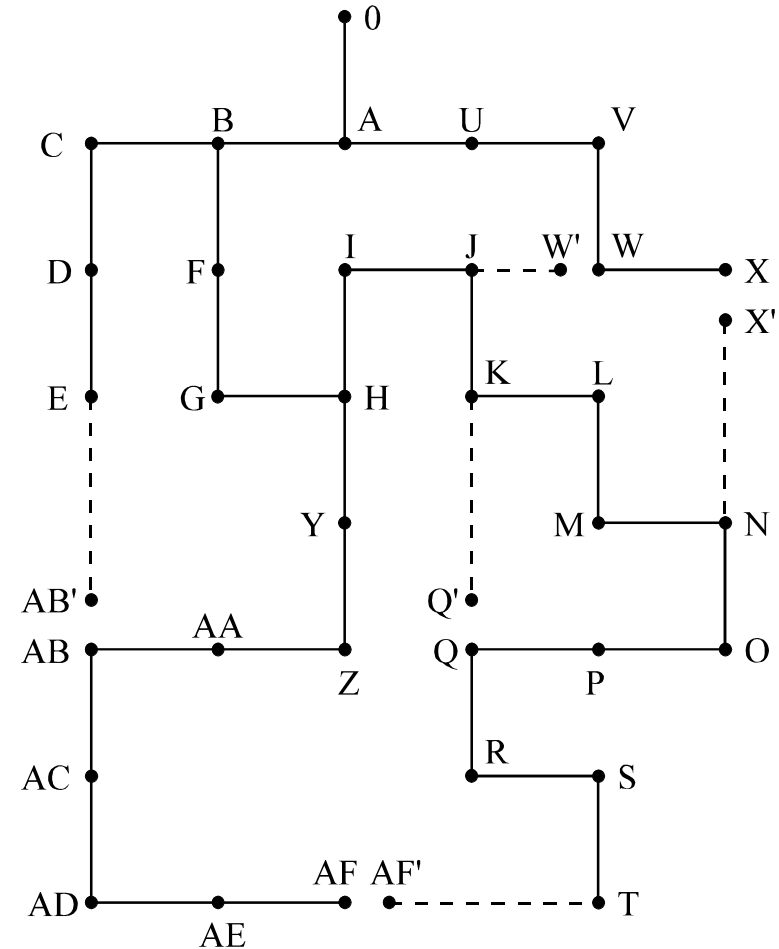 0
C B A U V
D F I J W' W X
X'
E G H K L
Y M N
AB' Q'
AB AA Z Q P O
AC R S
AD AE AF AF' T